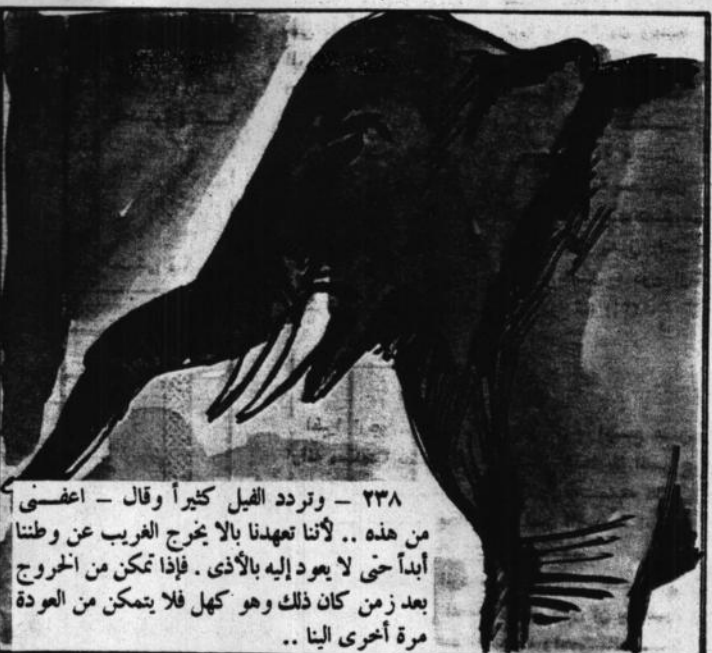 ٢٣٨ – وتردد الفيل كثيراً وقال – اعفـــنى
من هذه .. لأننا تعهدنا بالا يخرج الغريب عن وطننا
أبداً حتى لا يعود إليه بالأذى . فإذا تمكن من الخروج
بعد زمن كان ذلك وهو كهل فلا يتمكن من العودة
مرة أخرى الينا ..